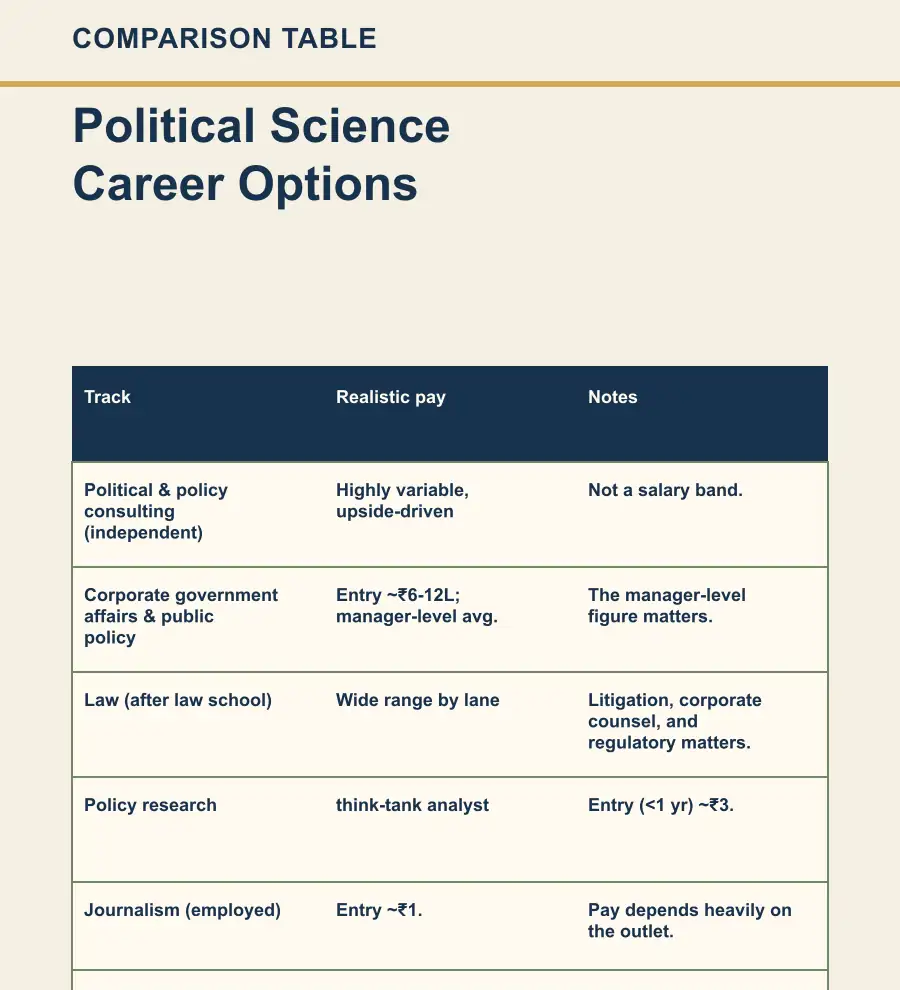 COMPARISON TABLE
Political Science
Career Options
Track
Realistic pay
Notes
Political & policy
consulting
(independent)
Highly variable,
upside-driven
Not a salary band.
Corporate government
affairs & public
policy
Entry ~₹6-12L;
manager-level avg.
The manager-level
figure matters.
Law (after law school)
Wide range by lane
Litigation, corporate
counsel, and
regulatory matters.
Policy research
think-tank analyst
Entry (<1 yr) ~₹3.
Journalism (employed)
Entry ~₹1.
Pay depends heavily on
the outlet.